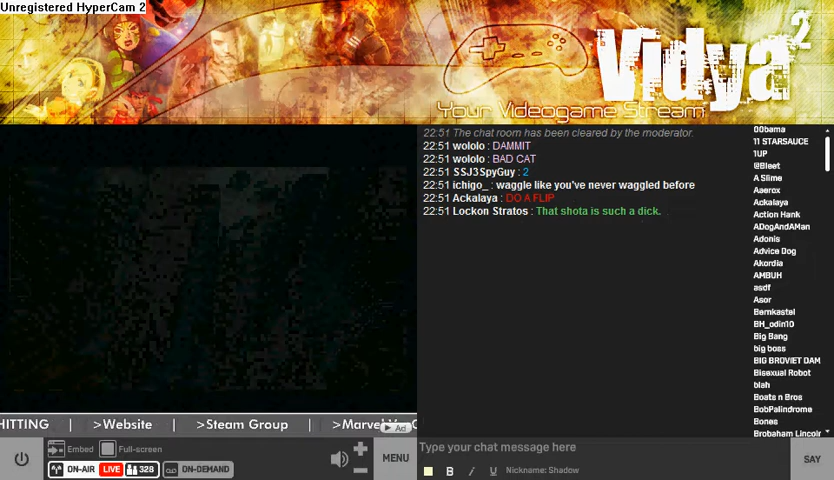 Unregistered HyperCam 2
Vidya²
Your Videogame Stream
22:51 The chat room has been cleared by the moderator.
22:51 wololo : DAMMIT
22:51 wololo : BAD CAT
22:51 SSJ3SpyGuy : 2
22:51 ichigo_ : waggle like you've never waggled before
22:51 Ackalaya : DO A FLIP
22:51 Lockon Stratos : That shota is such a dick.
00bama
11 STARSAUCE
1UP
@Bleet
A Slime
Aaerox
Ackalaya
Action Hank
ADogAndAMan
Adonis
Advice Dog
Akordia
AMBUH
asdf
Asor
Bernkastel
BH_odin10
Big Bang
big boss
BIG BROVIET DAM
Bisexual Robot
blah
Boats n Bros
BobPalindrome
Bones
Brobaham Lincoln
HITTING | >Website | >Steam Group | >Marvel
Ad
Embed Full-screen
ON-AIR LIVE 328 ON-DEMAND
MENU
Type your chat message here
B I U Nickname: Shadow
SAY